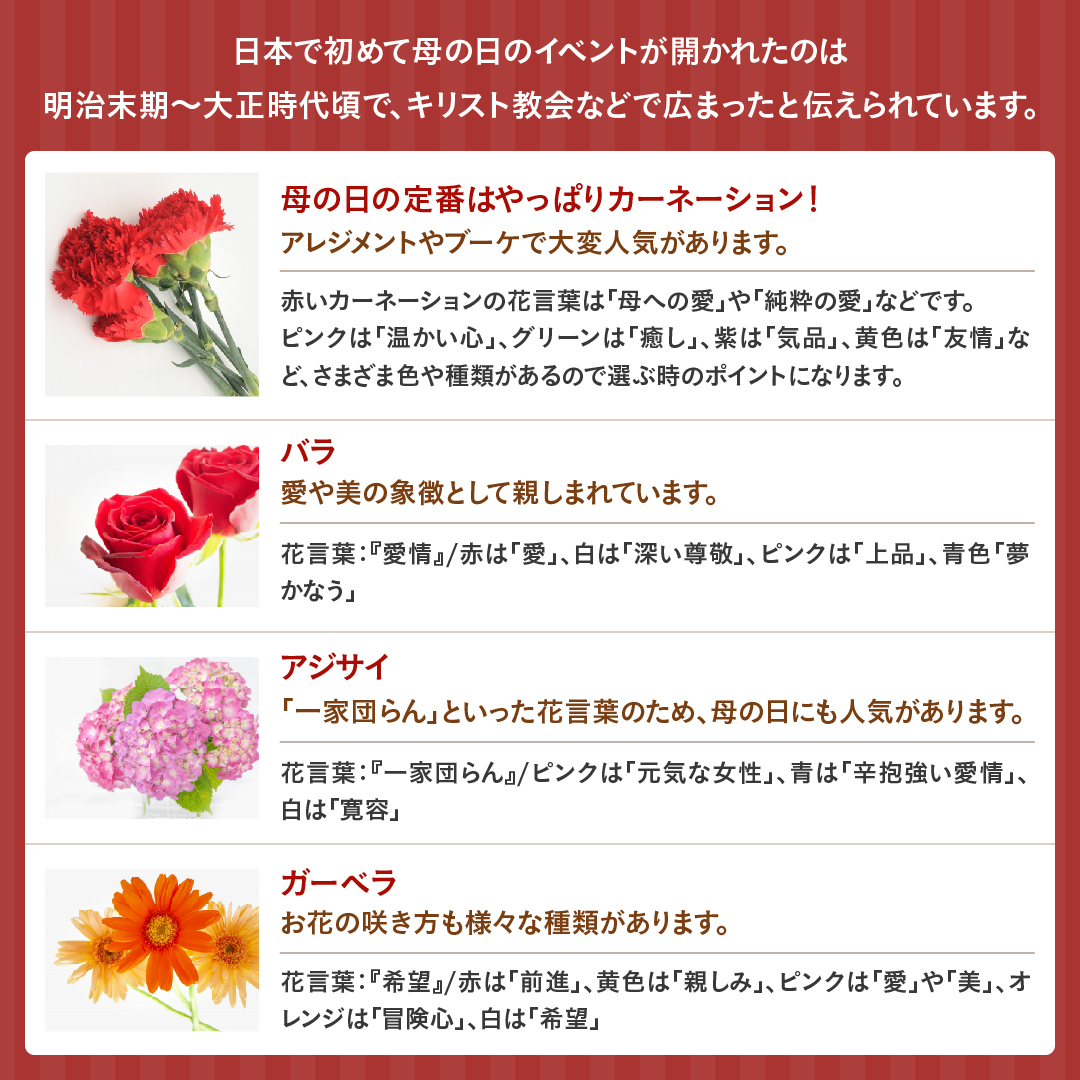 日本で初めて母の日のイベントが開かれたのは
明治末期～大正時代頃で、キリスト教会などで広まったと伝えられています。
母の日の定番はやっぱりカーネーション！
アレジメントやブーケで大変人気があります。
赤いカーネーションの花言葉は「母への愛」や「純粋の愛」などです。
ピンクは「温かい心」、グリーンは「癒し」、紫は「気品」、黄色は「友情」な
ど、さまざま色や種類があるので選ぶ時のポイントになります。
バラ
愛や美の象徴として親しまれています。
花言葉：『愛情』/赤は「愛」、白は「深い尊敬」、ピンクは「上品」、青色「夢
かなう」
アジサイ
「一家団らん」といった花言葉のため、母の日にも人気があります。
花言葉：『一家団らん』/ピンクは「元気な女性」、青は「辛抱強い愛情」、
白は「寛容」
ガーベラ
お花の咲き方も様々な種類があります。
花言葉：『希望』/赤は「前進」、黄色は「親しみ」、ピンクは「愛」や「美」、オ
レンジは「冒険心」、白は「希望」